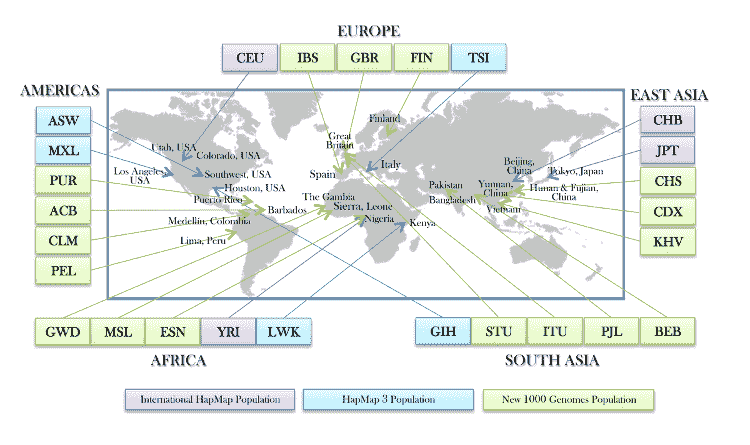 EUROPE
CEU IBS GBR FIN TSI
AMERICAS
ASW
MXL
PUR
ACB
CLM
PEL
EAST ASIA
CHB
JPT
CHS
CDX
KHV
Finland
Great
Britain
Utah, USA
Colorado, USA
Italy
Beijing,
China
Los Angeles,
USA
Southwest, USA
Spain
Tokyo, Japan
Houston, USA
Pakistan
Yunnan,
China
Hunan & Fujian,
China
Puerto Rico
The Gambia
Bangladesh
Barbados
Sierra, Leone
Vietnam
Medellin, Colombia
Nigeria
Kenya
Lima, Peru
GWD MSL ESN YRI LWK
AFRICA
GIH STU ITU PJL BEB
SOUTH ASIA
International HapMap Population
HapMap 3 Population
New 1000 Genomes Population